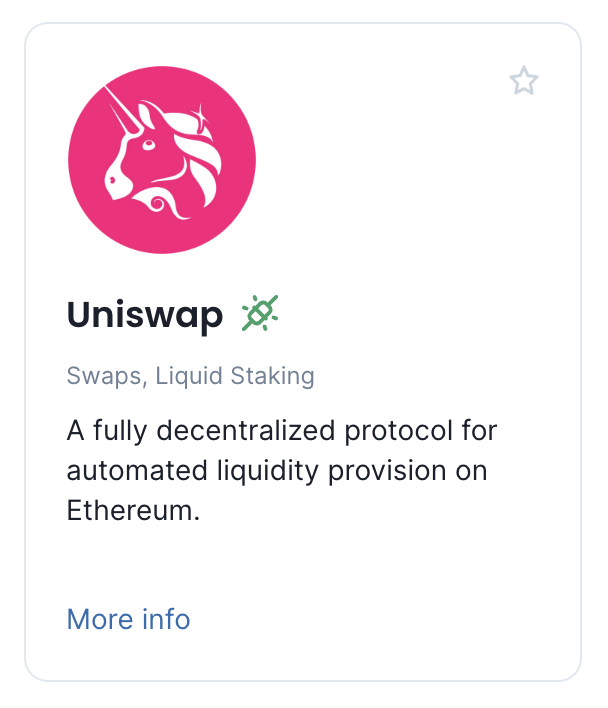 Uniswap
Swaps, Liquid Staking
A fully decentralized protocol for
automated liquidity provision on
Ethereum.
More info